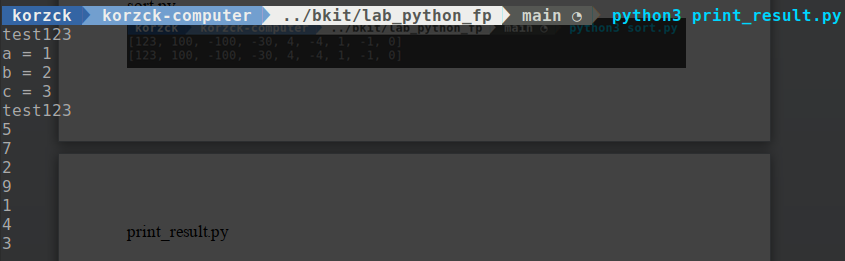 sort.py
korzck korzck-computer ../bkit/lab_python_fp main ◔ python3 print_result.py
korzck korzck-computer ../bkit/lab_python_fp main ◔ python3 sort.py
test123
[123, 100, -100, -30, 4, -4, 1, -1, 0]
a = 1
[123, 100, -100, -30, 4, -4, 1, -1, 0]
b = 2
c = 3
test123
5
7
2
9
1
4
print_result.py
3